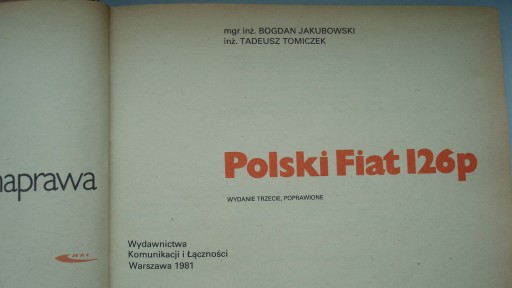 mgr inż. BOGDAN JAKUBOWSKI
inż. TADEUSZ TOMICZEK
naprawa
Polski Fiat 126p
WYDANIE TRZECIE, POPRAWIONE
Wydawnictwa
Komunikacji i Łączności
Warszawa 1981